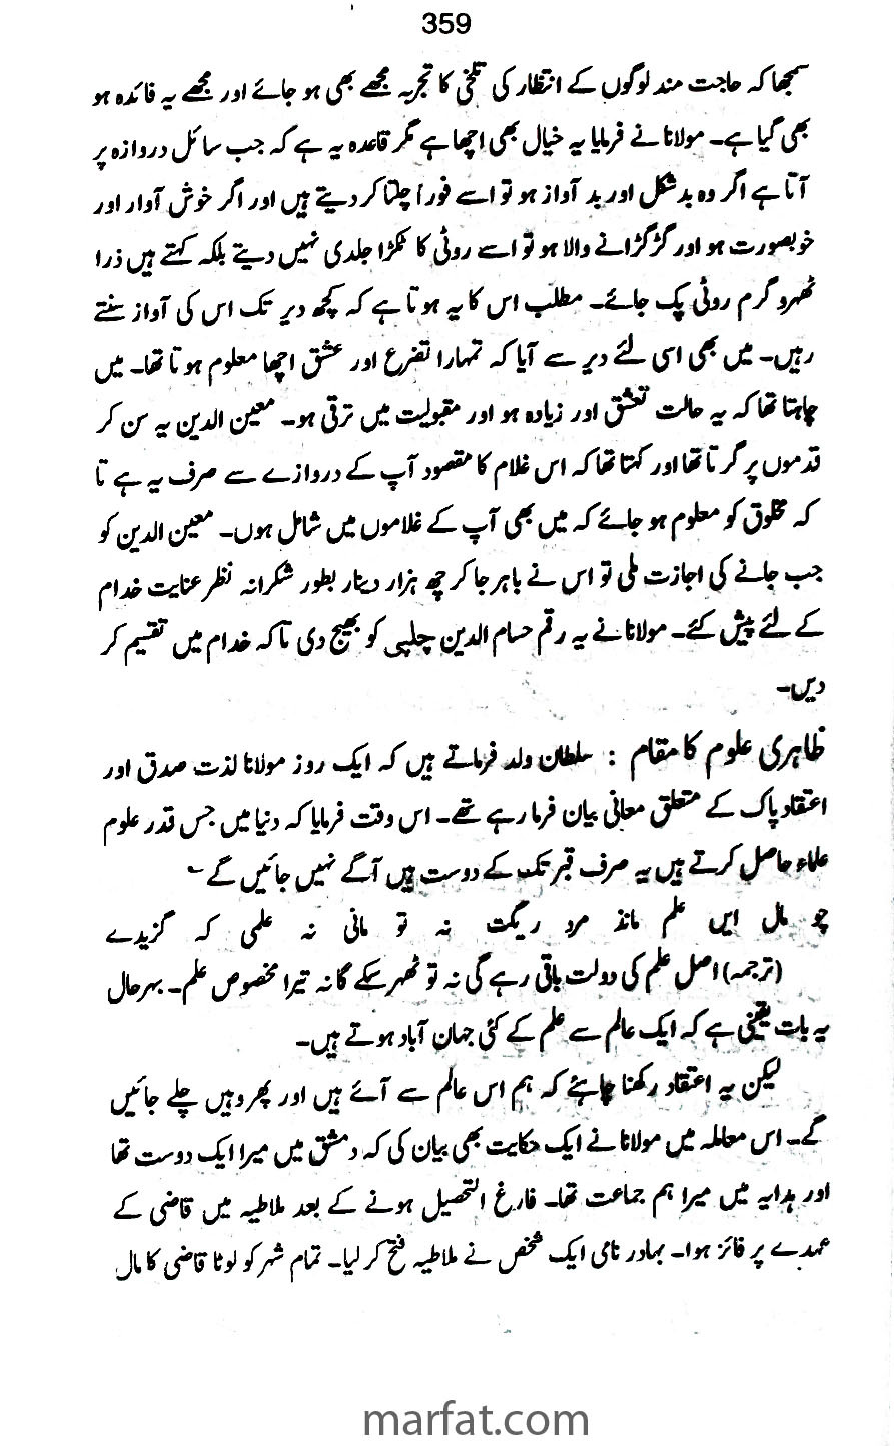 359
سمجھا کہ حاجت مند لوگوں کے انتظار کی تلخی کا تجربہ مجھے بھی ہو جائے اور مجھے یہ فائدہ ہو
بھی گیا ہے۔ مولانا نے فرمایا یہ خیال بھی اچھا ہے مگر قاعدہ یہ ہے کہ جب سائل دروازہ پر
آتا ہے اگر وہ بدشکل اور بد آواز ہو تو اسے فوراً چلتا کر دیتے ہیں اور اگر خوش آواز اور
خوبصورت ہو اور گڑگڑانے والا ہو تو اسے روٹی کا ٹکڑا جلدی نہیں دیتے بلکہ کہتے ہیں ذرا
ٹھہرو گرم روٹی پک جائے۔ مطلب اس کا یہ ہوتا ہے کہ کچھ دیر تک اس کی آواز سنتے
رہیں۔ میں بھی اسی لئے دیر سے آیا کہ تمہارا تضرع اور عشق اچھا معلوم ہوتا تھا۔ میں
چاہتا تھا کہ یہ حالت تعشق اور زیادہ ہو اور مقبولیت میں ترقی ہو۔ معین الدین یہ سن کر
قدموں پر گرتا تھا اور کہتا تھا کہ اس غلام کا مقصود آپ کے دروازے سے صرف یہ ہے تا
کہ مخلوق کو معلوم ہو جائے کہ میں بھی آپ کے غلاموں میں شامل ہوں۔ معین الدین کو
جب جانے کی اجازت ملی تو اس نے باہر جا کر چھ ہزار دینار بطور شکرانہ نظر عنایت خدام
کے لئے پیش کئے۔ مولانا نے یہ رقم حسام الدین چلپی کو بھیج دی تاکہ خدام میں تقسیم کر
دیں۔
ظاہری علوم کا مقام : سلطان ولد فرماتے ہیں کہ ایک روز مولانا لذت صدق اور
اعتقاد پاک کے متعلق معانی بیان فرما رہے تھے۔ اس وقت فرمایا کہ دنیا میں جس قدر علوم
علماء حاصل کرتے ہیں یہ صرف قبر تک کے دوست ہیں آگے نہیں جائیں گے ؎
چو مال ایں علم ماند مرد ریگت نہ تو مانی نہ علمی کہ گزیدے
(ترجمہ) اصل علم کی دولت باقی رہے گی نہ تو ٹھہر سکے گا نہ تیرا مخصوص علم۔ بہرحال
یہ بات یقینی ہے کہ ایک عالم سے علم کے کئی جہان آباد ہوتے ہیں۔
لیکن یہ اعتقاد رکھنا چاہئے کہ ہم اس عالم سے آئے ہیں اور پھر وہیں چلے جائیں
گے۔ اس معاملہ میں مولانا نے ایک حکایت بھی بیان کی کہ دمشق میں میرا ایک دوست تھا
اور ہدایہ میں میرا ہم جماعت تھا۔ فارغ التحصیل ہونے کے بعد ملاطیہ میں قاضی کے
عہدے پر فائز ہوا۔ بہادر نامی ایک شخص نے ملاطیہ فتح کر لیا۔ تمام شہر کو لوٹا قاضی کا مال
marfat.com